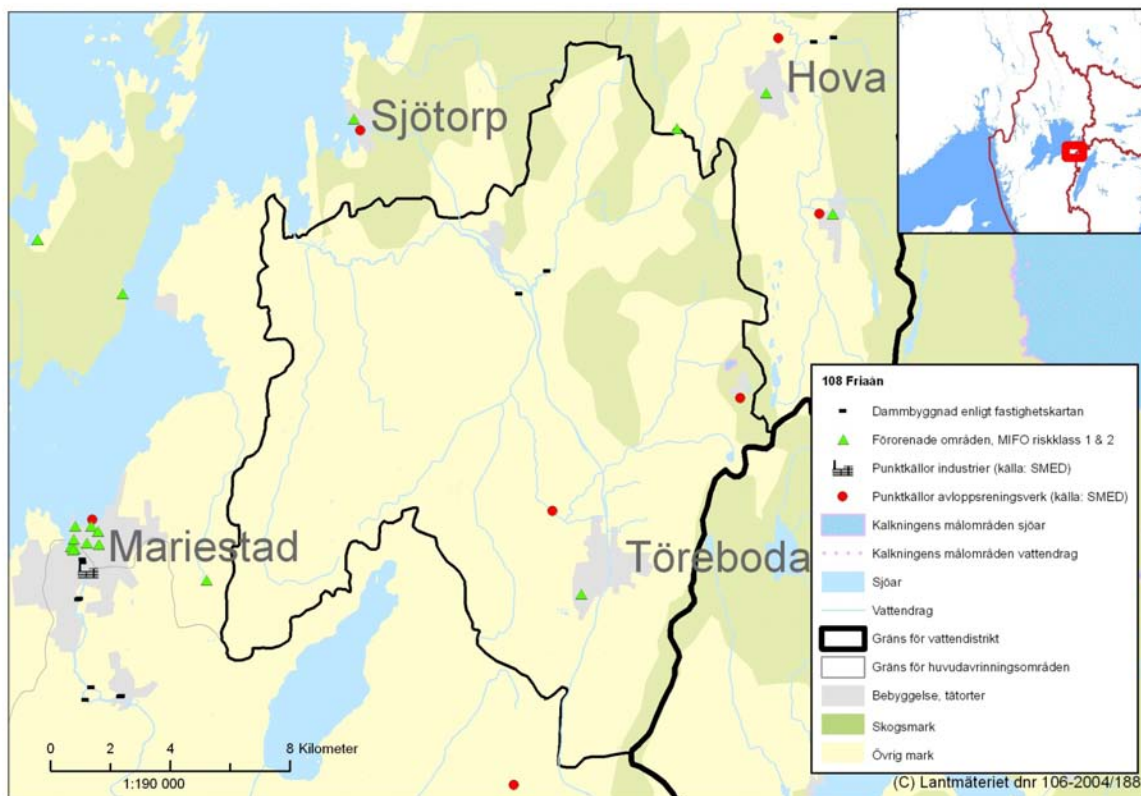 Hova
Sjötorp
Mariestad
Töreboda
108 Friaån
Dammbyggnad enligt fastighetskartan
Förorenade områden, MIFO riskklass 1 & 2
Punktkällor industrier (källa: SMED)
Punktkällor avloppsreningsverk (källa: SMED)
Kalkningens målområden sjöar
Kalkningens målområden vattendrag
Sjöar
Vattendrag
Gräns för vattendistrikt
Gräns för huvudavrinningsområden
Bebyggelse, tätorter
Skogsmark
Övrig mark
0 2 4 8 Kilometer
1:190 000
(C) Lantmäteriet dnr 106-2004/188